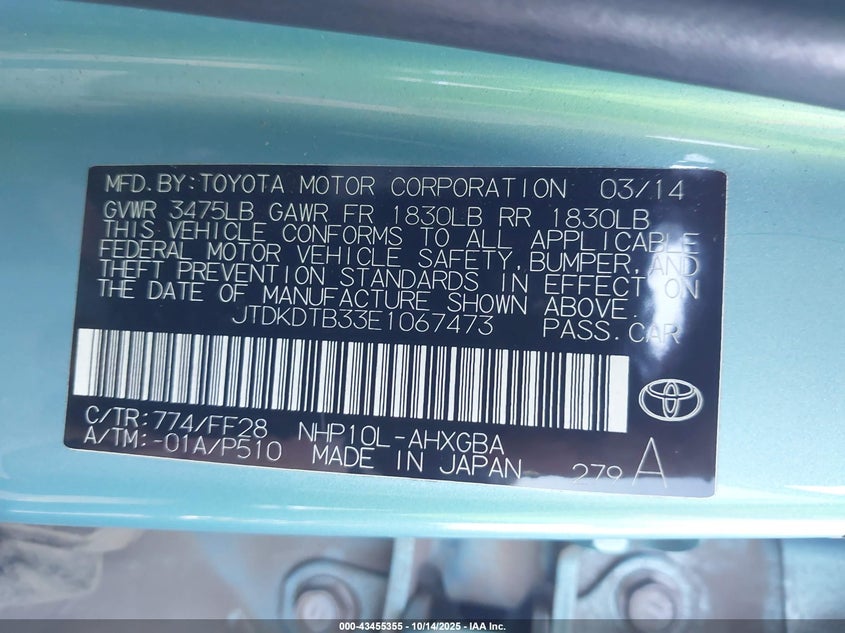 MFD.BY:TOYOTA MOTOR CORPORATION 03/14
GVWR 3475LB GAWR FR 1830LB RR 1830LB
THIS VEHICLE CONFORMS TO ALL APPLICABLE
FEDERAL MOTOR VEHICLE SAFETY,BUMPER,AND
THEFT PREVENTION STANDARDS IN EFFECT ON
THE DATE OF MANUFACTURE SHOWN ABOVE.
JTDKDTB33E1067473 PASS.CAR
C/TR:774/FF28 NHP10L-AHXGBA
A/TM:-01A/P510 MADE IN JAPAN 279 A
000-43455355 | 10/14/2025 | IAA Inc.